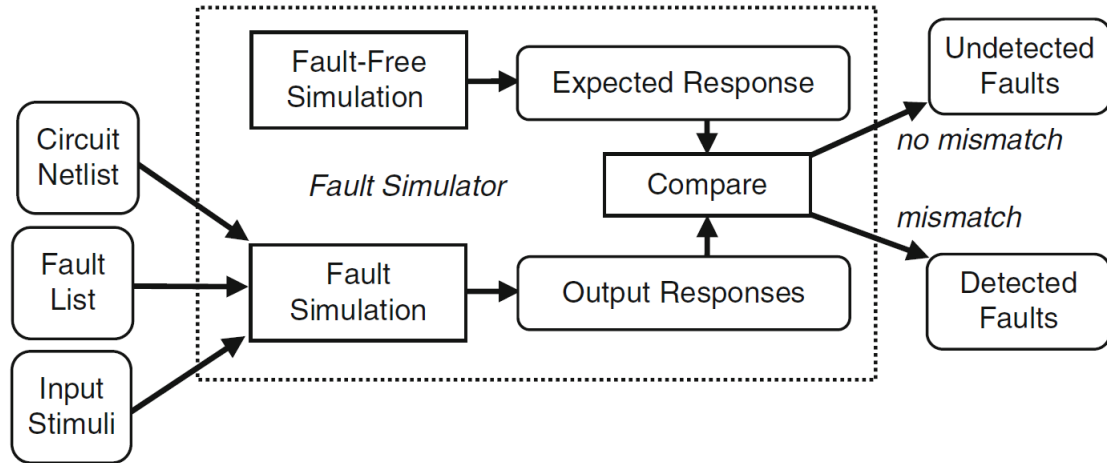 Fault-Free
Simulation
Expected Response
Undetected
Faults
Circuit
Netlist
no mismatch
Fault Simulator
Compare
mismatch
Fault
List
Fault
Simulation
Output Responses
Detected
Faults
Input
Stimuli